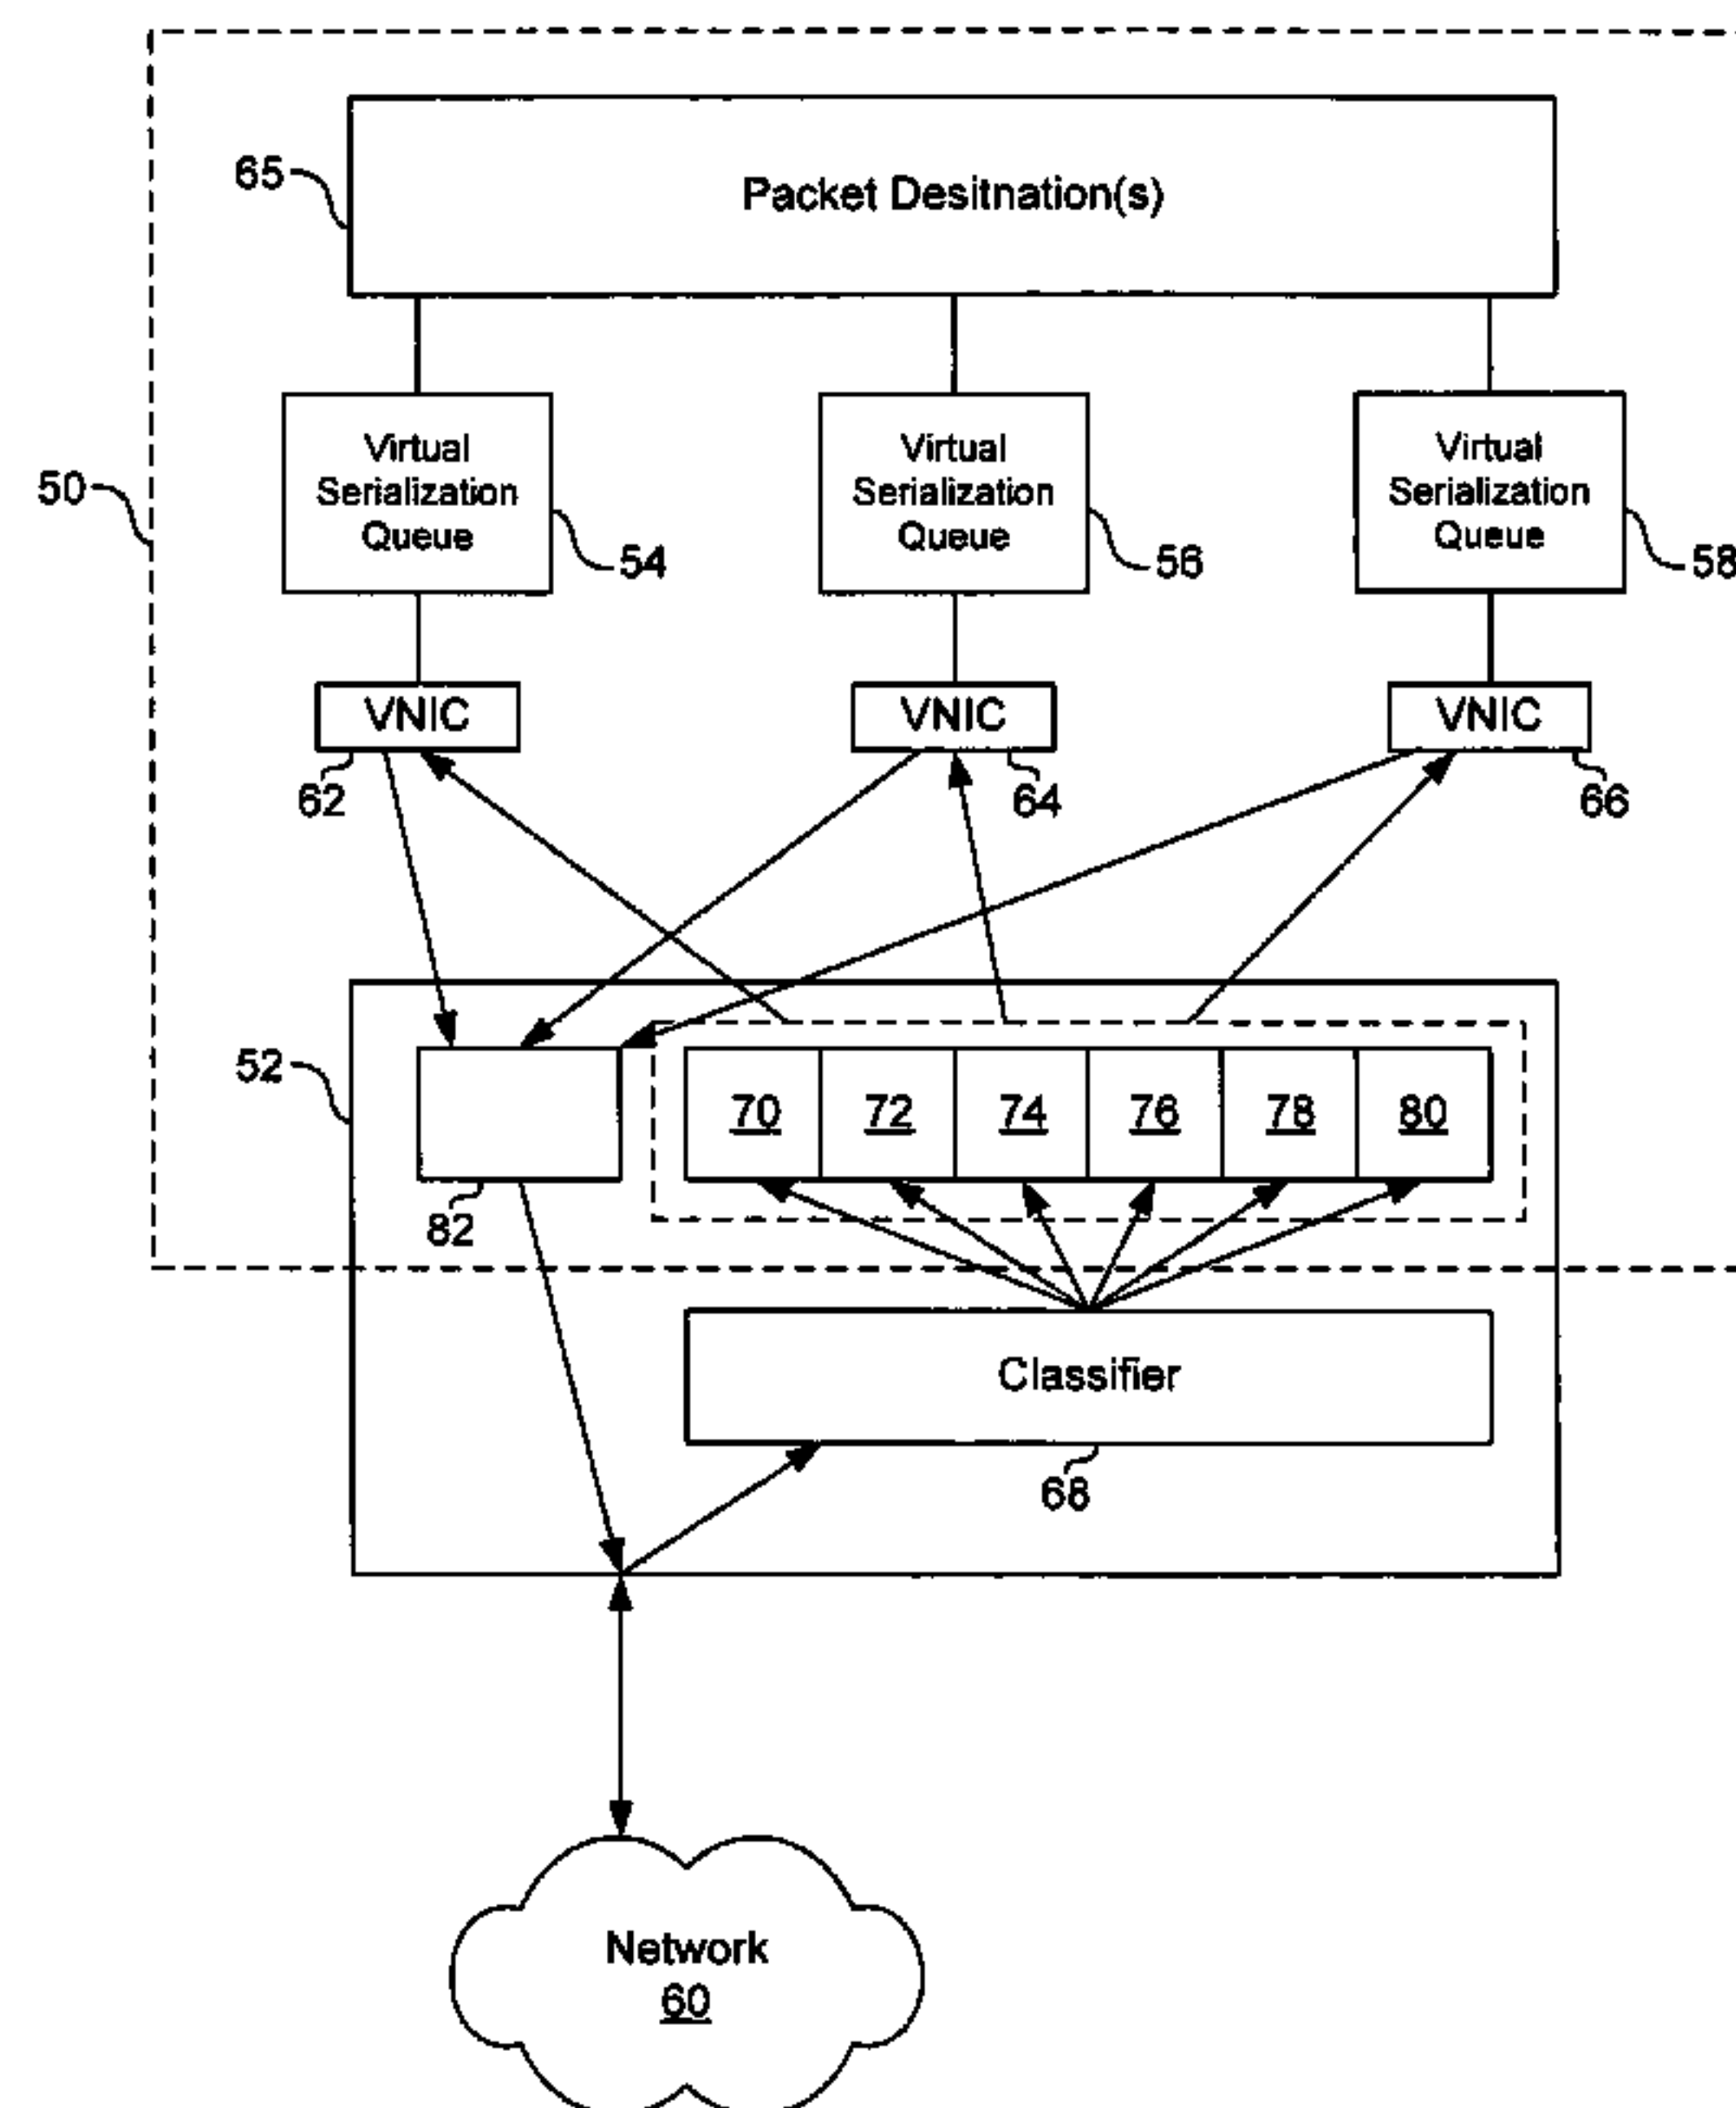 65
Packet Desitnation(s)
50
Virtual
Serialization
Queue
54
Virtual
Serialization
Queue
56
Virtual
Serialization
Queue
58
VNIC
62
VNIC
64
VNIC
66
52
82
70
72
74
76
78
80
Classifier
68
Network
60